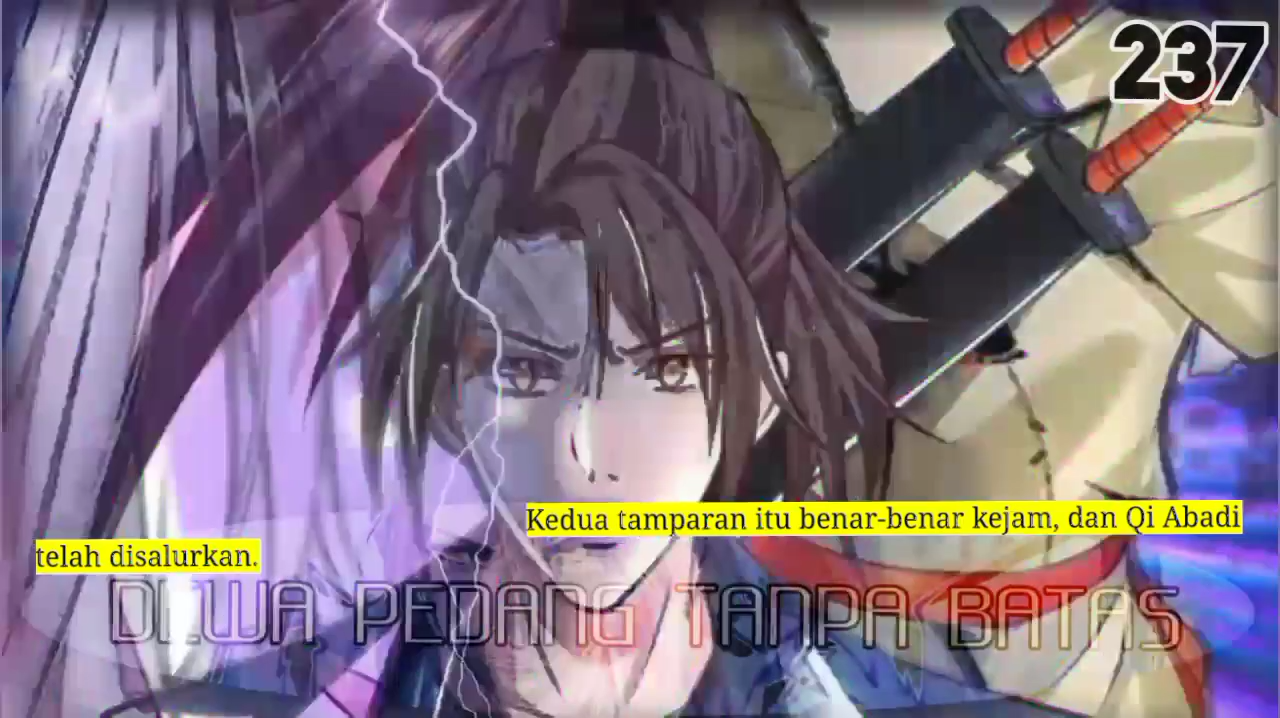 237
Kedua tamparan itu benar-benar kejam, dan Qi Abadi
telah disalurkan.
DEWA PEDANG TANPA BATAS